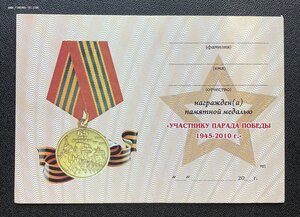 (фамилия)
(имя)
(отчество)
награжден(а)
памятной медалью
«УЧАСТНИКУ ПАРАДА ПОБЕДЫ
1945-2010 г.»
" " 20 г.